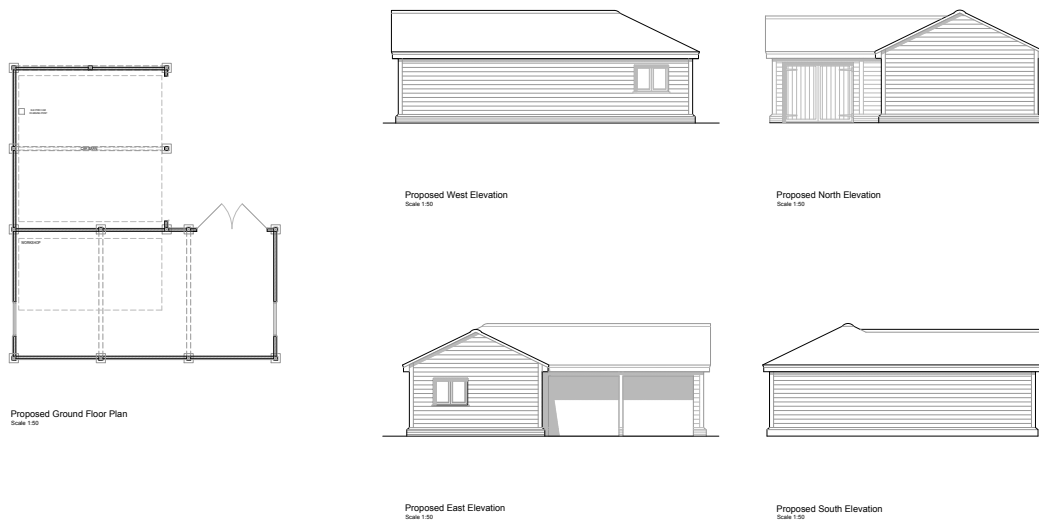 WORKSHOP
Proposed Ground Floor Plan
Scale 1:50
Proposed West Elevation
Scale 1:50
Proposed North Elevation
Scale 1:50
Proposed East Elevation
Scale 1:50
Proposed South Elevation
Scale 1:50